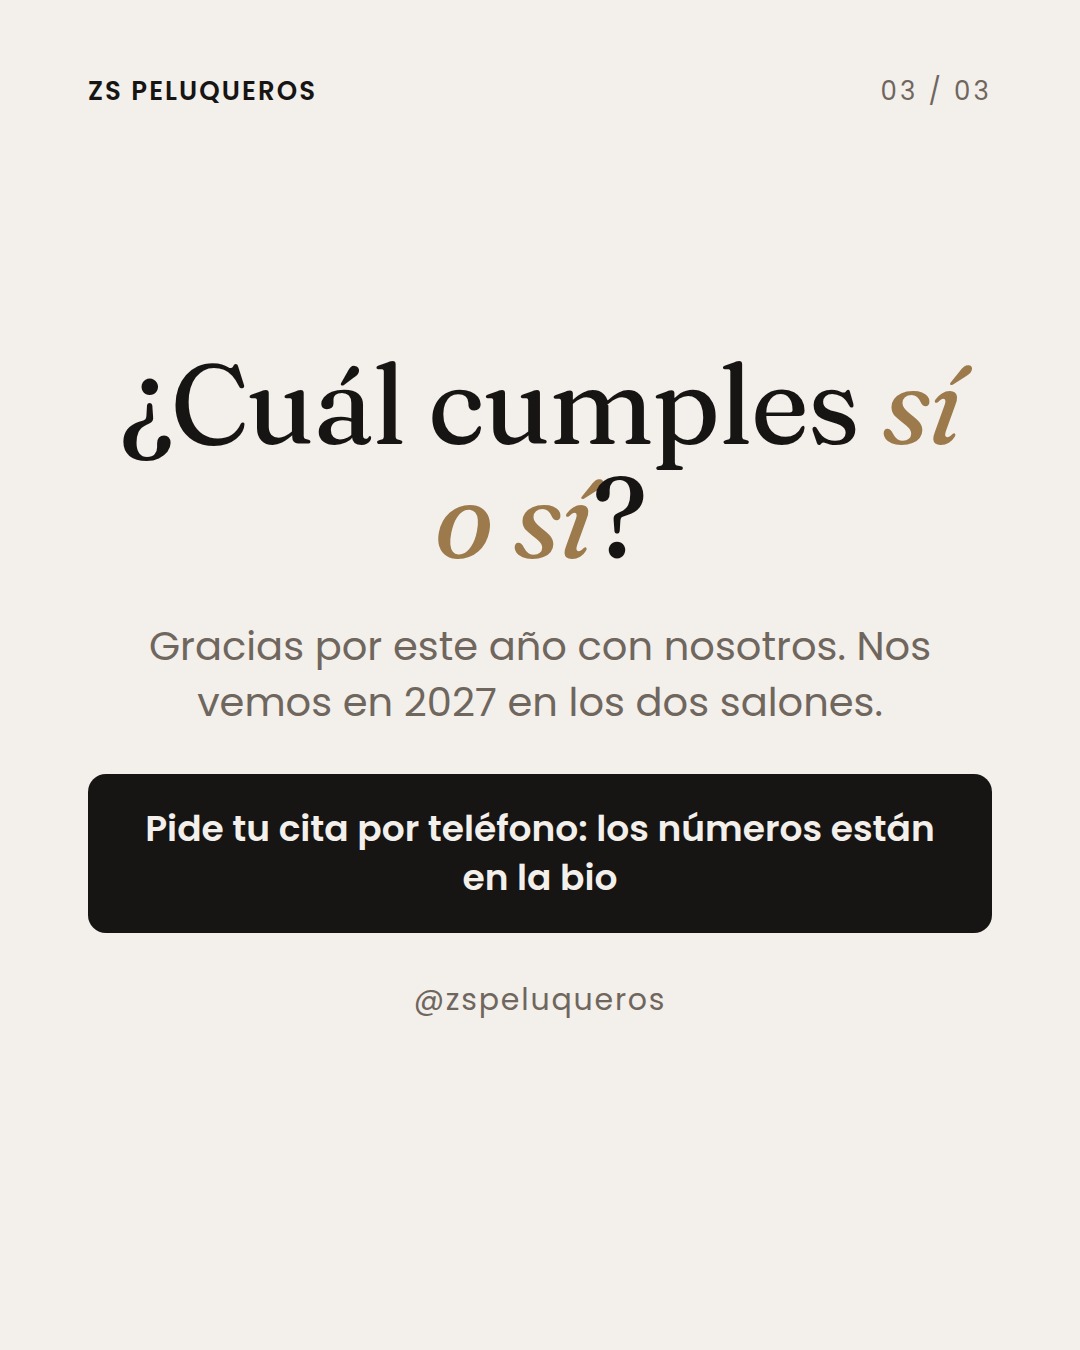 ZS PELUQUEROS
03 / 03
¿Cuál cumples sí
o sí?
Gracias por este año con nosotros. Nos
vemos en 2027 en los dos salones.
Pide tu cita por teléfono: los números están
en la bio
@zspeluqueros